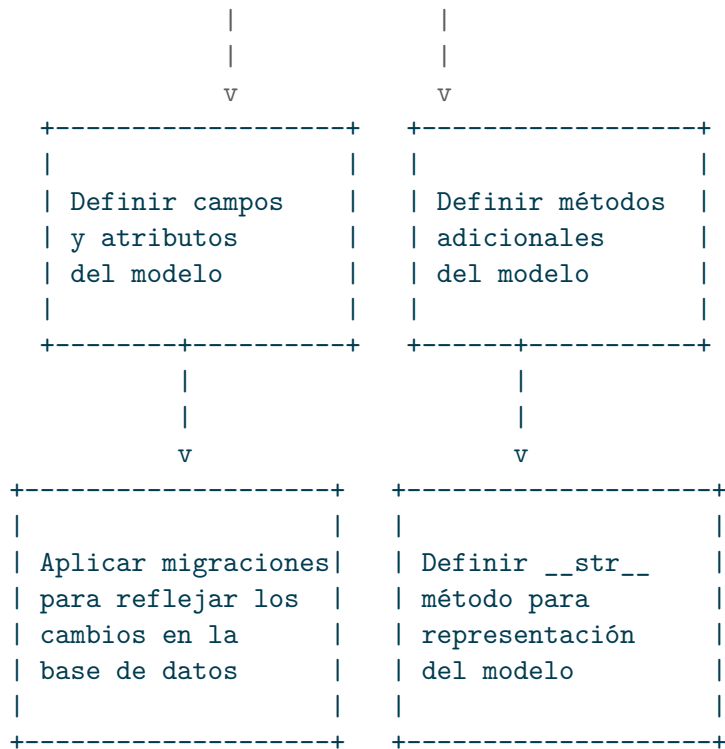 |                     |
|                     |
v                     v
+-------------------+     +------------------+
|                   |     |                  |
| Definir campos    |     | Definir métodos  |
| y atributos       |     | adicionales      |
| del modelo        |     | del modelo       |
|                   |     |                  |
+--------+----------+     +------+-----------+
|                     |
|                     |
v                     v
+--------------------+   +--------------------+
|                    |   |                    |
| Aplicar migraciones|   | Definir __str__    |
| para reflejar los  |   | método para        |
| cambios en la      |   | representación     |
| base de datos      |   | del modelo         |
|                    |   |                    |
+--------------------+   +--------------------+